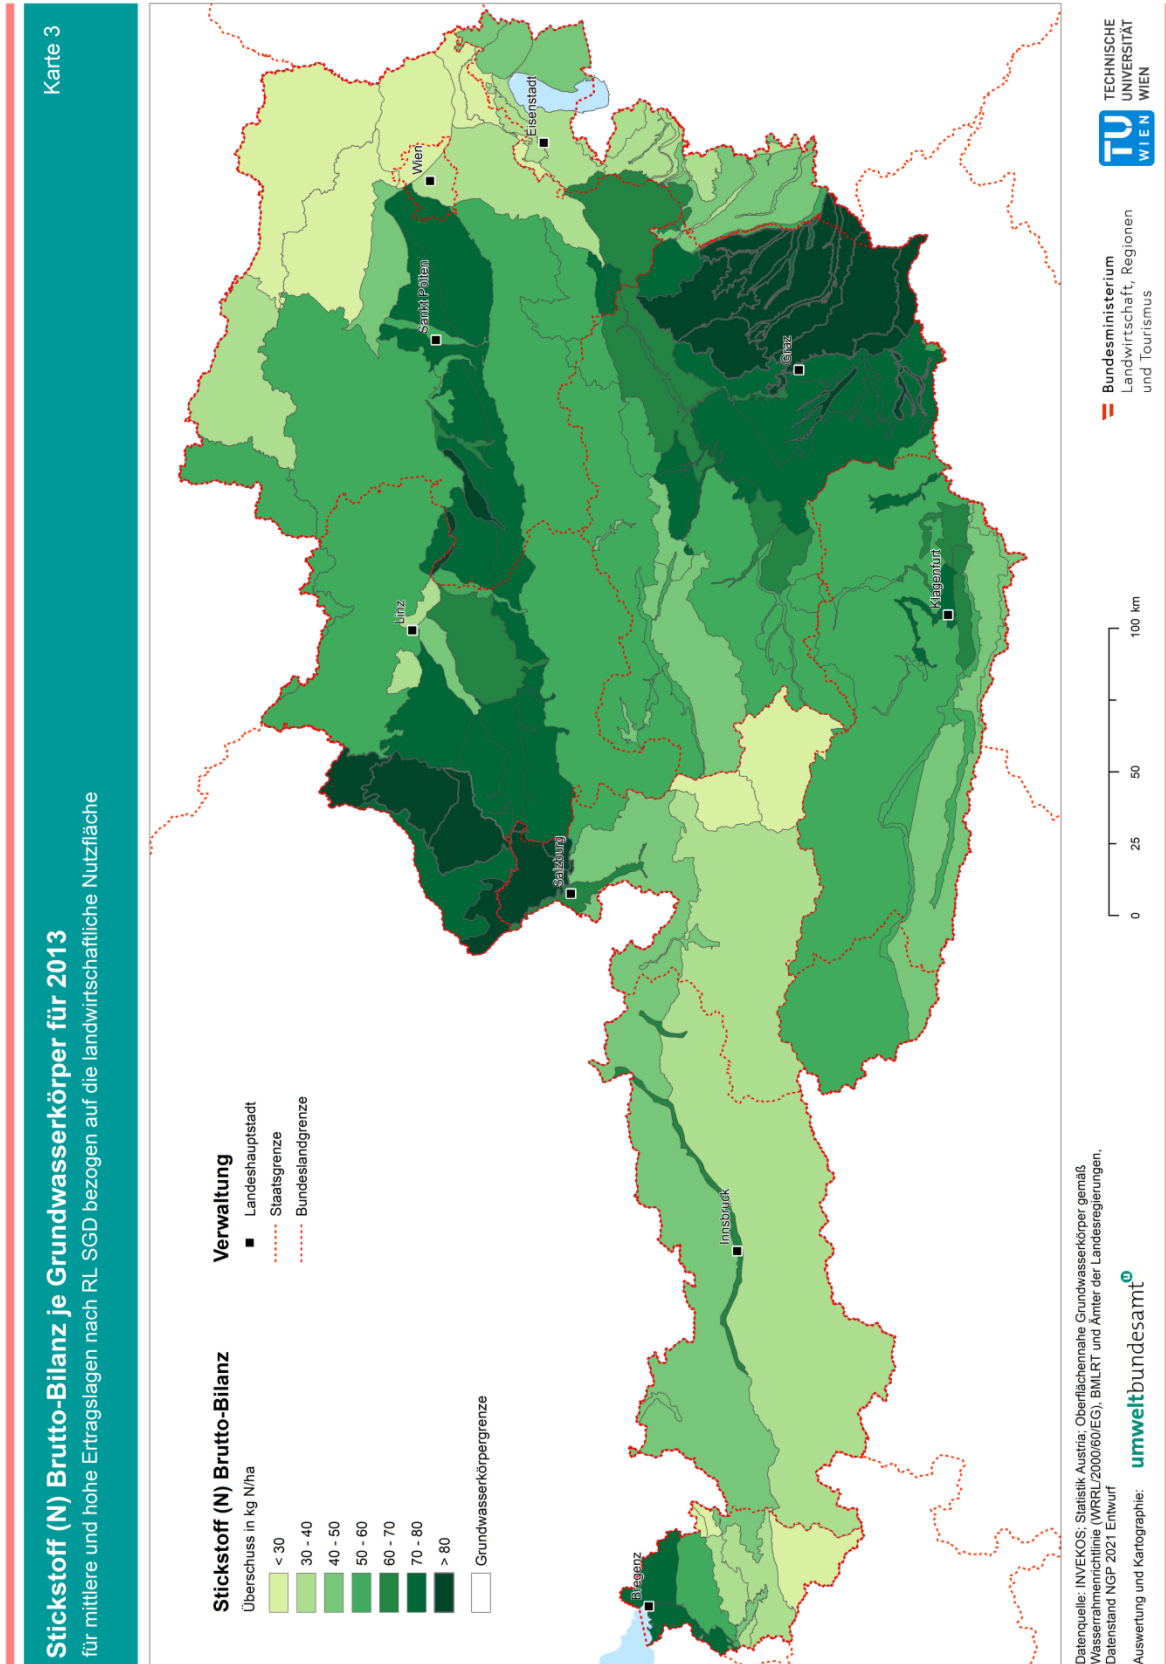 Stickstoff (N) Brutto-Bilanz je Grundwasserkörper für 2013
Karte 3
für mittlere und hohe Ertragslagen nach RL SGD bezogen auf die landwirtschaftliche Nutzfläche
Stickstoff (N) Brutto-Bilanz
Überschuss in kg N/ha
< 30
30 - 40
40 - 50
50 - 60
60 - 70
70 - 80
> 80
Grundwasserkörpergrenze
Verwaltung
Landeshauptstadt
Staatsgrenze
Bundeslandgrenze
Linz
Sankt Pölten
Wien
Eisenstadt
Salzburg
Bregenz
Innsbruck
Graz
Klagenfurt
0 25 50 100 km
Datenquelle: INVEKOS; Statistik Austria; Oberflächennahe Grundwasserkörper gemäß
Wasserrahmenrichtlinie (WRRL/2000/60/EG), BMLRT und Ämter der Landesregierungen,
Datenstand NGP 2021 Entwurf
Auswertung und Kartographie: umweltbundesamt
Bundesministerium
Landwirtschaft, Regionen
und Tourismus
TU
WIEN
TECHNISCHE
UNIVERSITÄT
WIEN